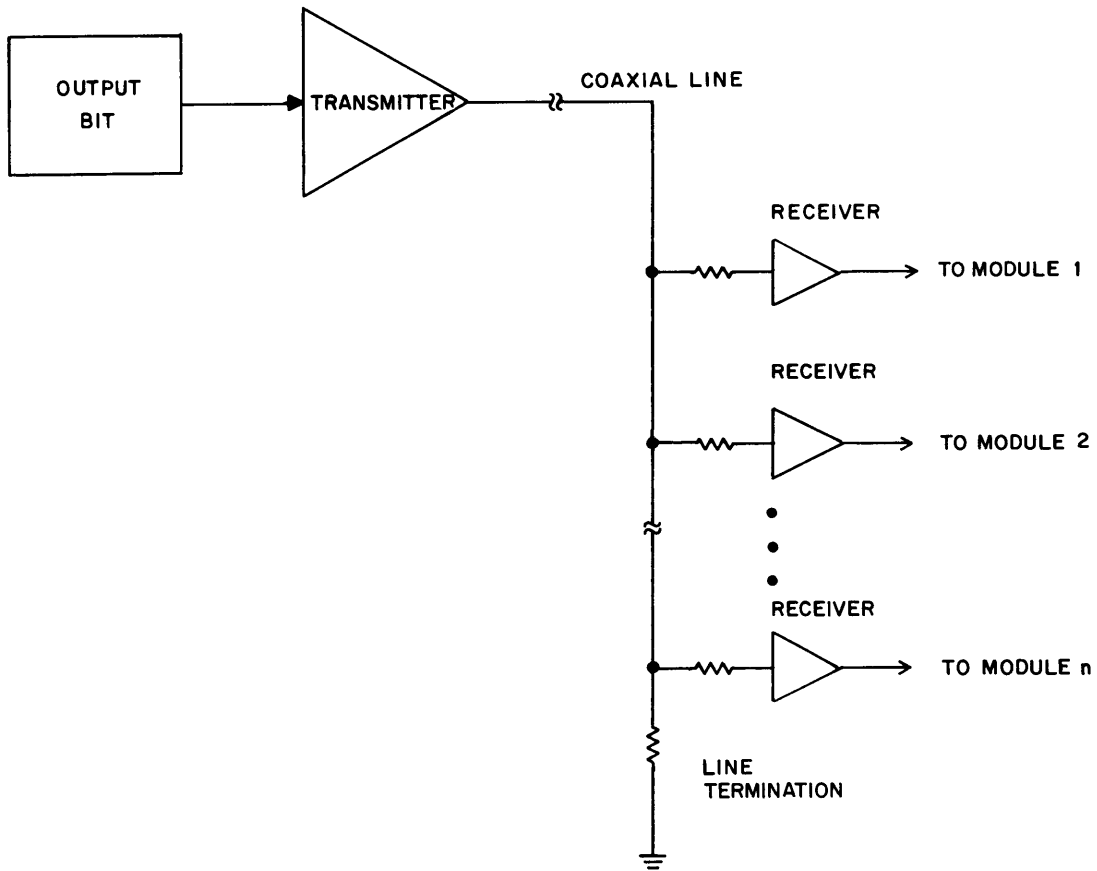 OUTPUT
BIT
TRANSMITTER
COAXIAL LINE
RECEIVER
TO MODULE 1
RECEIVER
TO MODULE 2
RECEIVER
TO MODULE n
LINE
TERMINATION